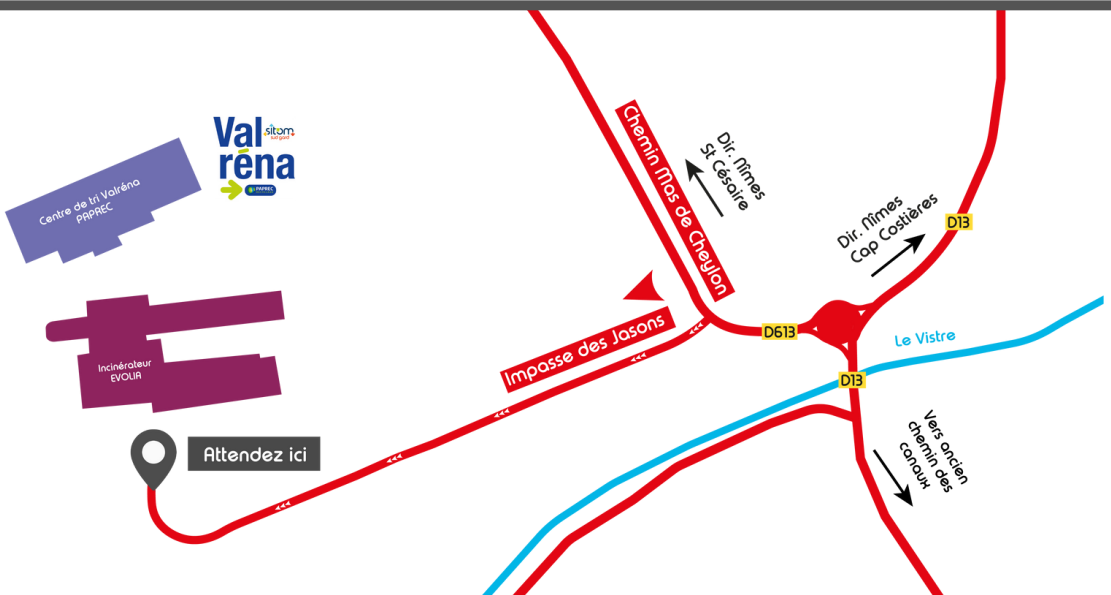 Val
sitom
sud gard
réna
PAPREC
Centre de tri Valréna
PAPREC
Incinérateur
EVOLIA
Attendez ici
Impasse des Jasons
Chemin Mas de Cheylon
Dir. Nîmes
St Césaire
Dir. Nîmes
Cap Costières
D13
D613
Le Vistre
D13
Vers ancien
chemin des
canaux